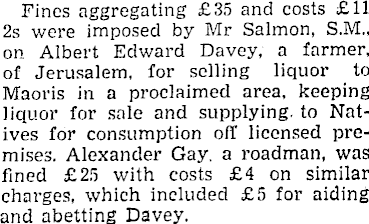 Fines aggregating £35 and costs £11
2s were imposed by Mr Salmon, S.M.,
on Albert Edward Davey, a farmer,
of Jerusalem, for selling liquor to
Maoris in a proclaimed area, keeping
liquor for sale and supplying. to Nat-
ives for consumption off licensed pre-
mises. Alexander Gay, a roadman, was
fined £25 with costs £4 on similar
charges, which included £5 for aiding
and abetting Davey.